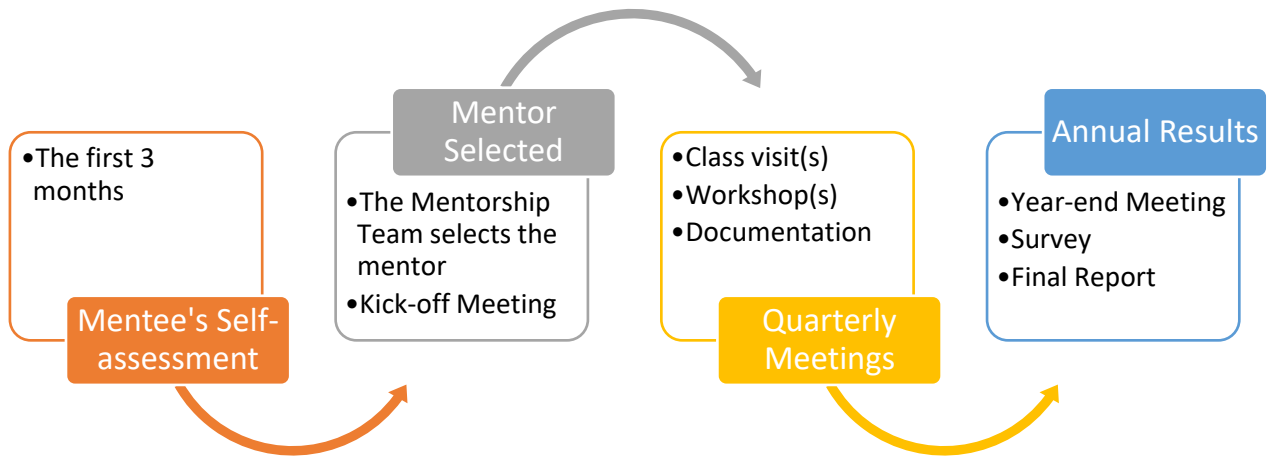 •The first 3
months
Mentee's Self-
assessment
Mentor
Selected
•The Mentorship
Team selects the
mentor
•Kick-off Meeting
•Class visit(s)
•Workshop(s)
•Documentation
Quarterly
Meetings
Annual Results
•Year-end Meeting
•Survey
•Final Report